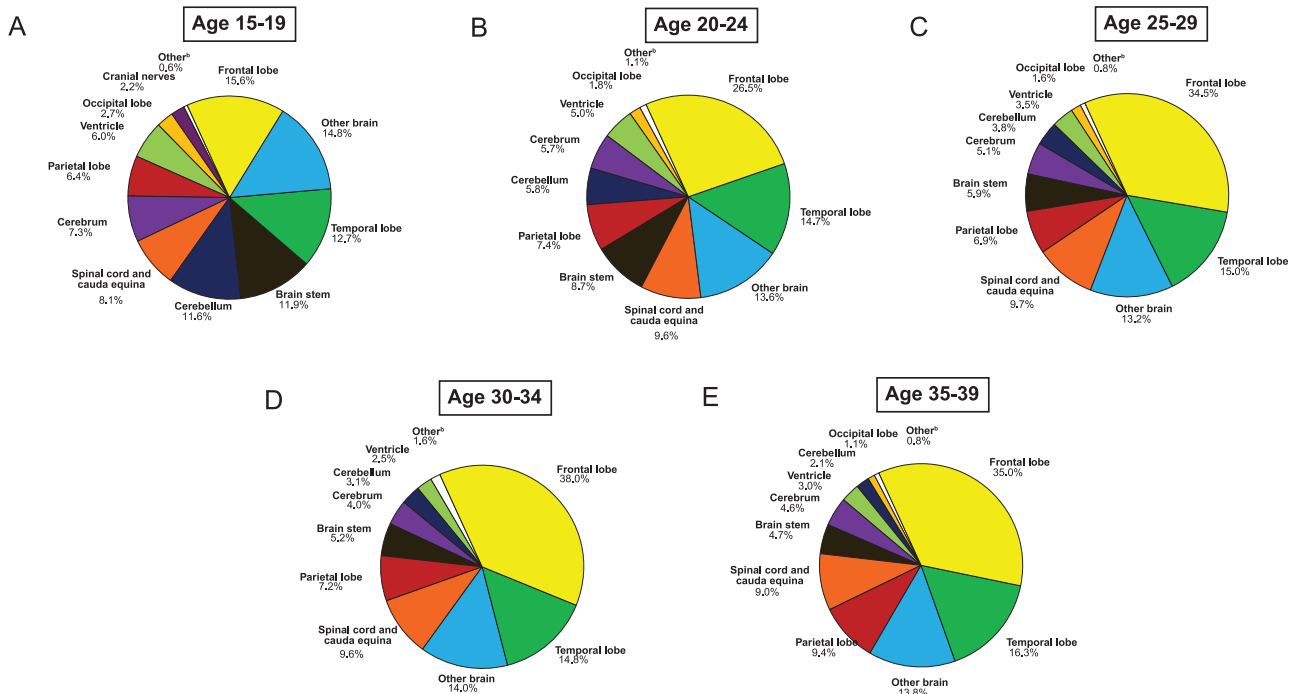 A
Age 15-19
Otherᵇ
0.6%
Cranial nerves
2.2%
Occipital lobe
2.7%
Ventricle
6.0%
Parietal lobe
6.4%
Cerebrum
7.3%
Spinal cord and
cauda equina
8.1%
Cerebellum
11.6%
Brain stem
11.9%
Temporal lobe
12.7%
Other brain
14.8%
Frontal lobe
15.6%
B
Age 20-24
Otherᵇ
1.1%
Occipital lobe
1.8%
Ventricle
5.0%
Cerebrum
5.7%
Cerebellum
5.8%
Parietal lobe
7.4%
Brain stem
8.7%
Spinal cord and
cauda equina
9.6%
Other brain
13.6%
Temporal lobe
14.7%
Frontal lobe
26.5%
C
Age 25-29
Otherᵇ
0.8%
Occipital lobe
1.6%
Ventricle
3.5%
Cerebellum
3.8%
Cerebrum
5.1%
Brain stem
5.9%
Parietal lobe
6.9%
Spinal cord and
cauda equina
9.7%
Other brain
13.2%
Temporal lobe
15.0%
Frontal lobe
34.5%
D
Age 30-34
Otherᵇ
1.6%
Ventricle
2.5%
Cerebellum
3.1%
Cerebrum
4.0%
Brain stem
5.2%
Parietal lobe
7.2%
Spinal cord and
cauda equina
9.6%
Other brain
14.0%
Temporal lobe
14.8%
Frontal lobe
38.0%
E
Age 35-39
Otherᵇ
0.8%
Occipital lobe
1.1%
Cerebellum
2.1%
Ventricle
3.0%
Cerebrum
4.6%
Brain stem
4.7%
Spinal cord and
cauda equina
9.0%
Parietal lobe
9.4%
Other brain
13.8%
Temporal lobe
16.3%
Frontal lobe
35.0%